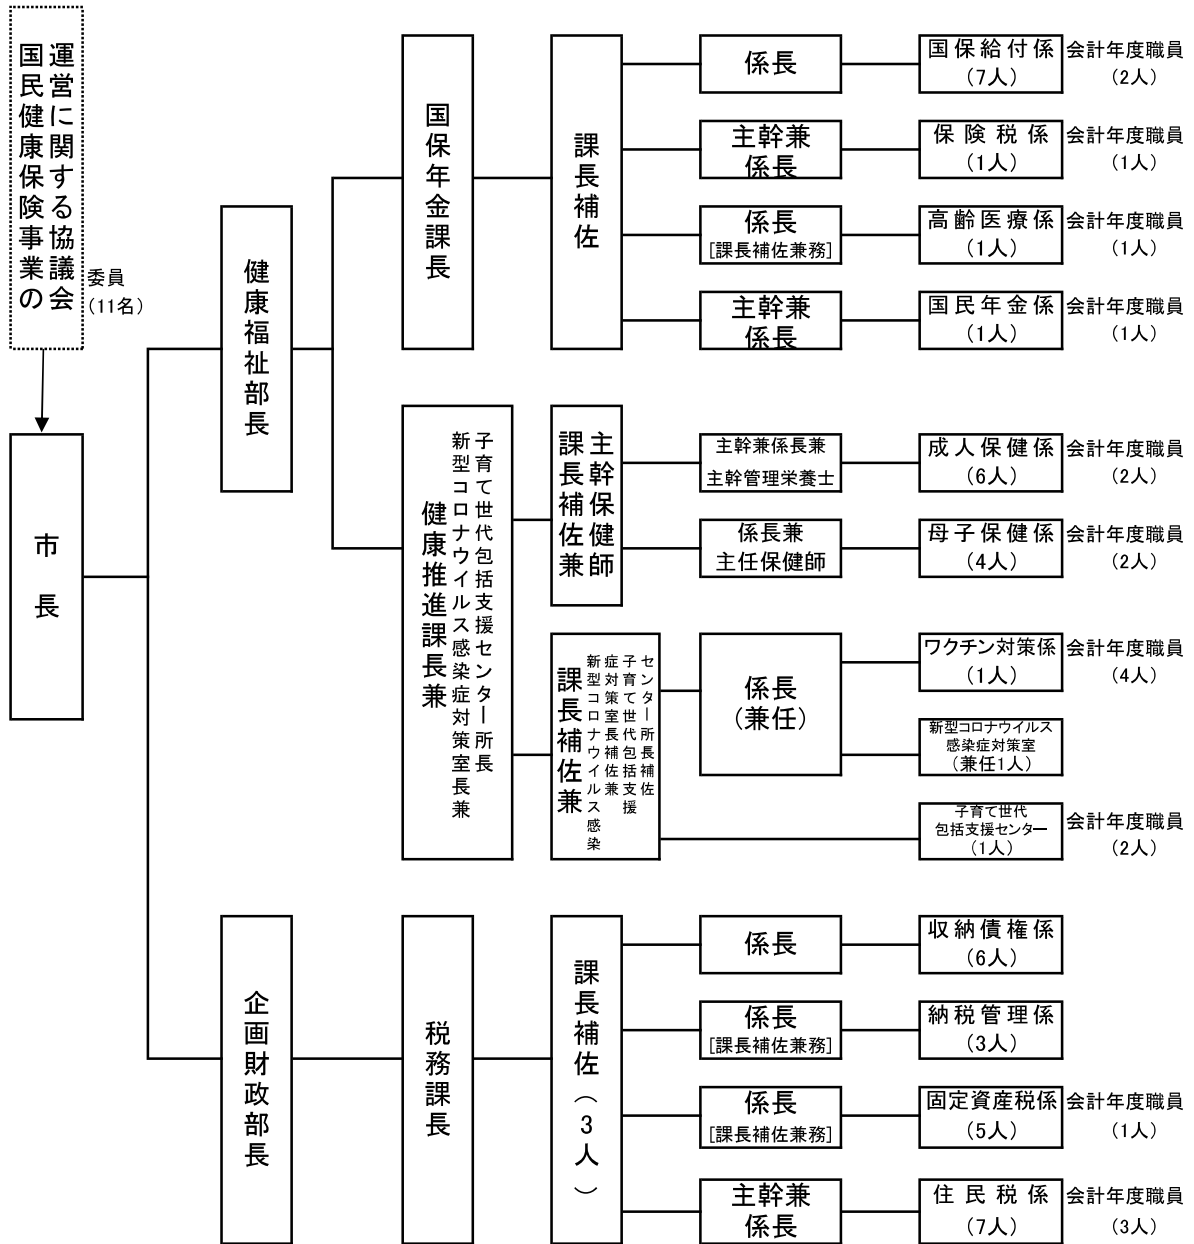 国民健康保険事業の
運営に関する協議会
委員
(11名)
市長
健康福祉部長
国保年金課長
課長補佐
係長
国保給付係
(7人)
会計年度職員
(2人)
主幹兼
係長
保険税係
(1人)
会計年度職員
(1人)
係長
[課長補佐兼務]
高齢医療係
(1人)
会計年度職員
(1人)
主幹兼
係長
国民年金係
(1人)
会計年度職員
(1人)
健康推進課長兼
新型コロナウイルス感染症対策室長兼
子育て世代包括支援センター所長
課長補佐兼
主幹保健師
主幹兼係長兼
主幹管理栄養士
成人保健係
(6人)
会計年度職員
(2人)
係長兼
主任保健師
母子保健係
(4人)
会計年度職員
(2人)
課長補佐兼
新型コロナウイルス感染
症対策室長補佐兼
子育て世代包括支援
センター所長補佐
係長
(兼任)
ワクチン対策係
(1人)
会計年度職員
(4人)
新型コロナウイルス
感染症対策室
(兼任1人)
子育て世代
包括支援センター
(1人)
会計年度職員
(2人)
企画財政部長
税務課長
課長補佐(3人)
係長
収納債権係
(6人)
係長
[課長補佐兼務]
納税管理係
(3人)
係長
[課長補佐兼務]
固定資産税係
(5人)
会計年度職員
(1人)
主幹兼
係長
住民税係
(7人)
会計年度職員
(3人)